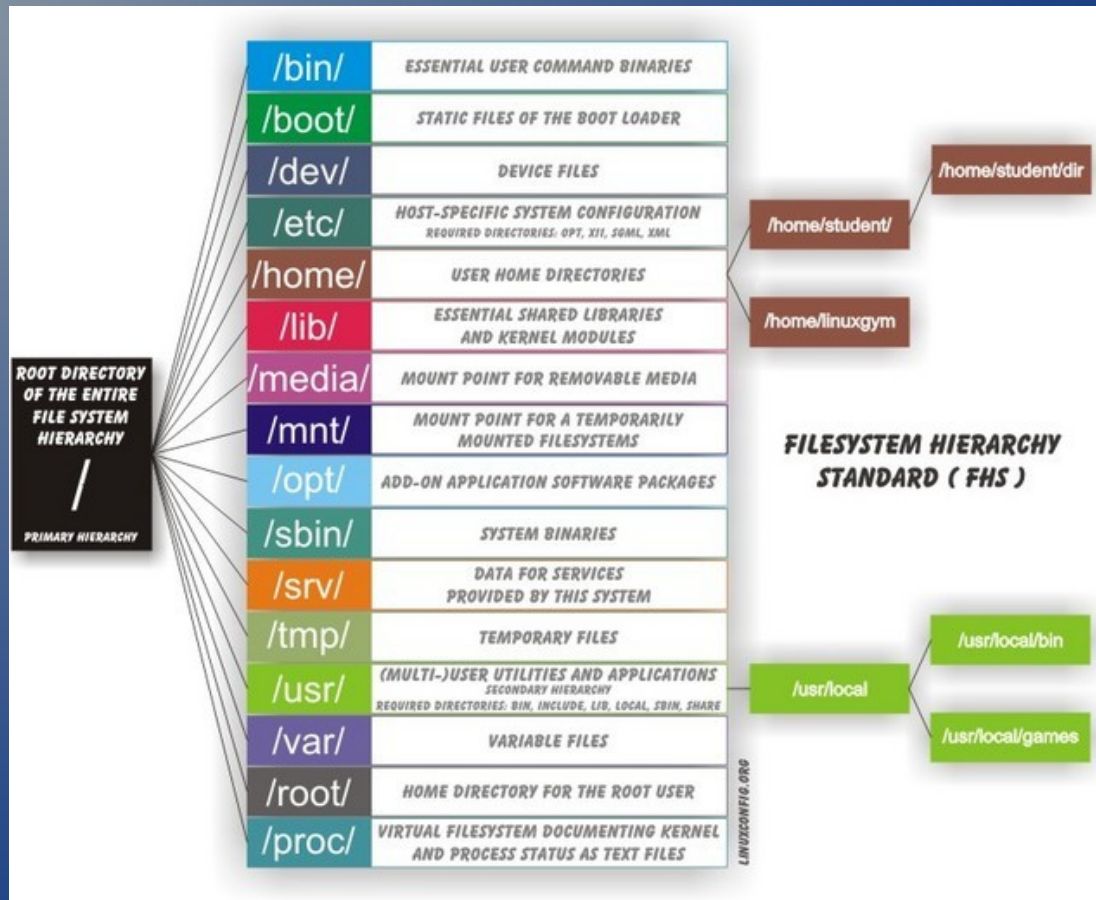 ROOT DIRECTORY
OF THE ENTIRE
FILE SYSTEM
HIERARCHY
/
PRIMARY HIERARCHY
/bin/
ESSENTIAL USER COMMAND BINARIES
/boot/
STATIC FILES OF THE BOOT LOADER
/dev/
DEVICE FILES
/etc/
HOST-SPECIFIC SYSTEM CONFIGURATION
REQUIRED DIRECTORIES: OPT, XII, SGML, XML
/home/
USER HOME DIRECTORIES
/lib/
ESSENTIAL SHARED LIBRARIES
AND KERNEL MODULES
/media/
MOUNT POINT FOR REMOVABLE MEDIA
/mnt/
MOUNT POINT FOR A TEMPORARILY
MOUNTED FILESYSTEMS
/opt/
ADD-ON APPLICATION SOFTWARE PACKAGES
/sbin/
SYSTEM BINARIES
/srv/
DATA FOR SERVICES
PROVIDED BY THIS SYSTEM
/tmp/
TEMPORARY FILES
/usr/
(MULTI-)USER UTILITIES AND APPLICATIONS
SECONDARY HIERARCHY
REQUIRED DIRECTORIES: BIN, INCLUDE, LIB, LOCAL, SBIN, SHARE
/var/
VARIABLE FILES
/root/
HOME DIRECTORY FOR THE ROOT USER
/proc/
VIRTUAL FILESYSTEM DOCUMENTING KERNEL
AND PROCESS STATUS AS TEXT FILES
/home/student/
/home/student/dir
/home/linuxgym
FILESYSTEM HIERARCHY
STANDARD ( FHS )
/usr/local
/usr/local/bin
/usr/local/games
LINUXCONFIG.ORG